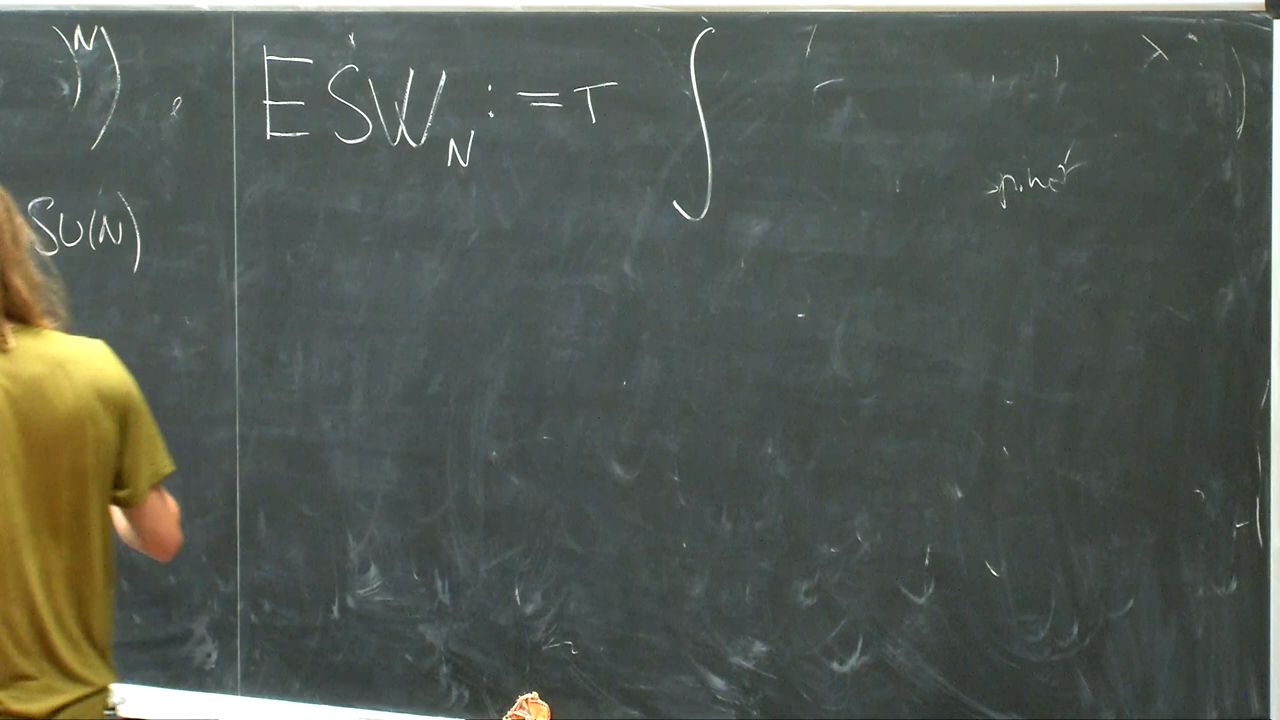 N)) ,
ESW_N := T ∫
SU(N)